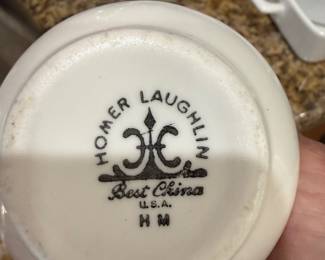 HOMER LAUGHLIN
Best China
U.S.A.
H M